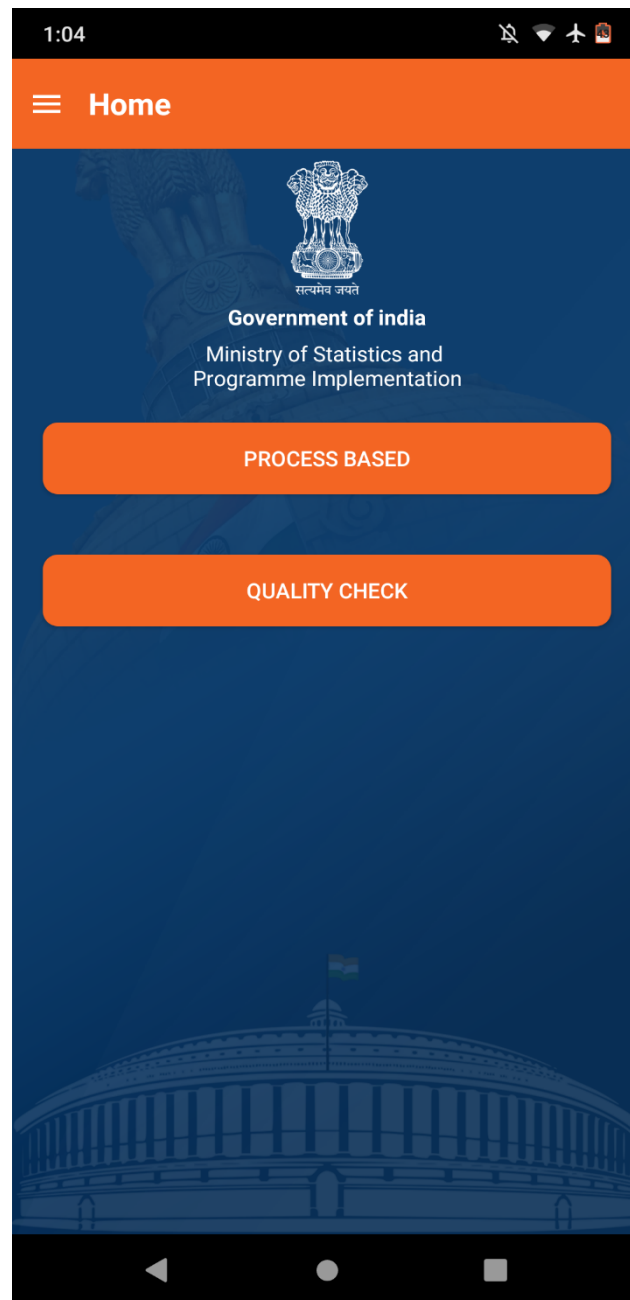 1:04
Home
सत्यमेव जयते
Government of india
Ministry of Statistics and
Programme Implementation
PROCESS BASED
QUALITY CHECK